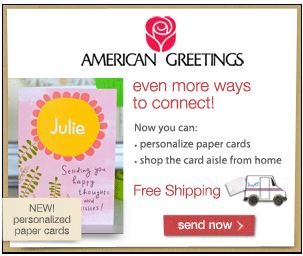 AMERICAN GREETINGS
even more ways
to connect!
Now you can:
• personalize paper cards
• shop the card aisle from home
Free Shipping
send now >
Julie
Sending you
happy
thoughts
and
kisses!
NEW!
personalized
paper cards